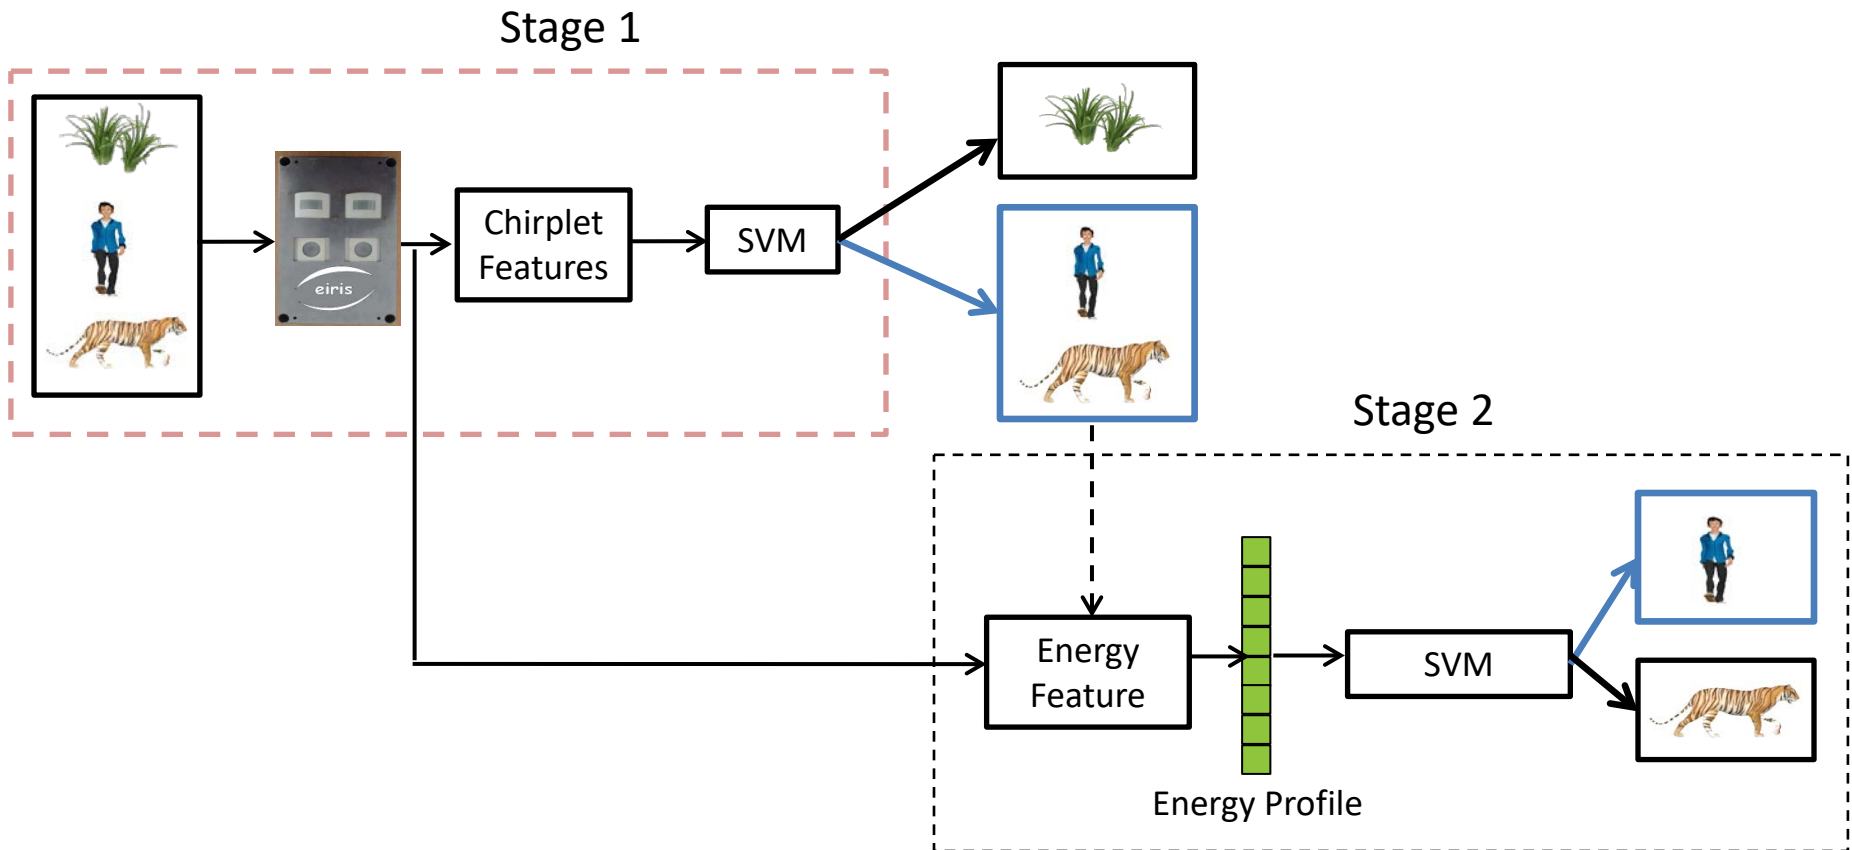 Stage 1
eiris
Chirplet
Features
SVM
Stage 2
Energy
Feature
SVM
Energy Profile